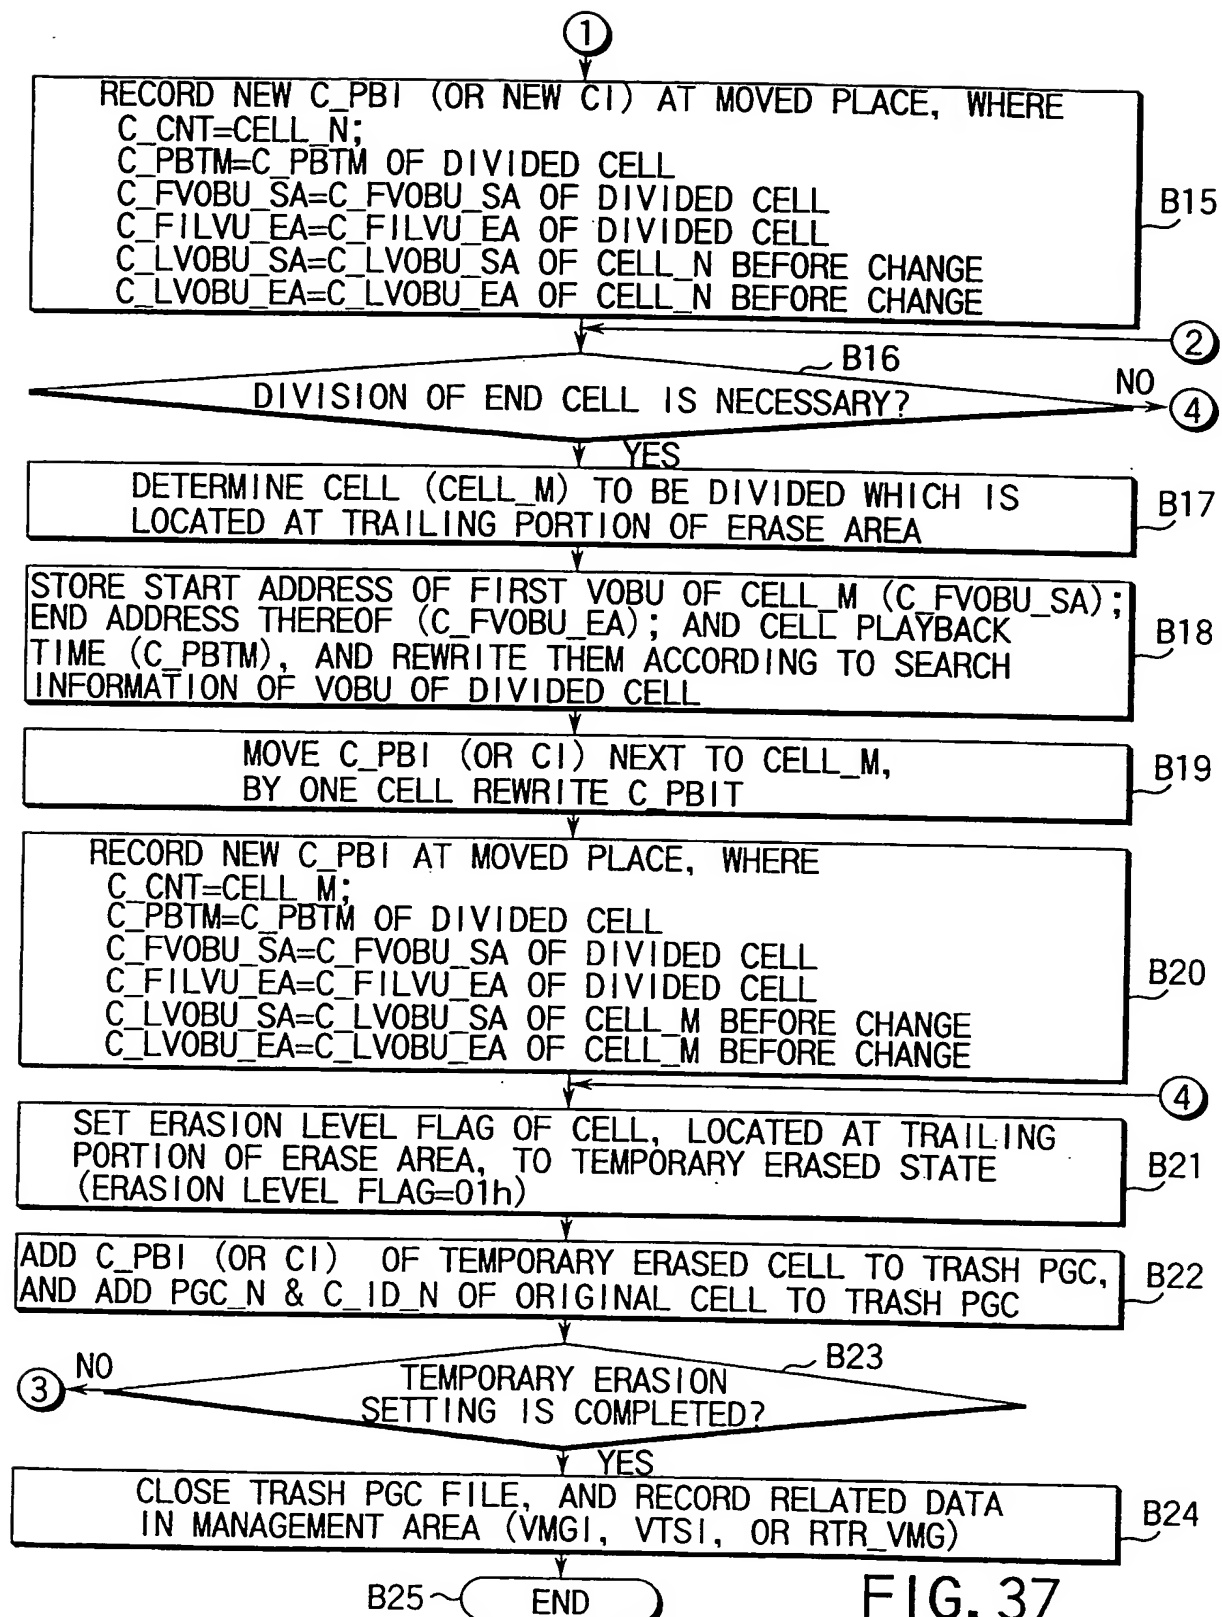 1
RECORD NEW C_PBI (OR NEW CI) AT MOVED PLACE, WHERE
C_CNT=CELL_N;
C_PBTM=C_PBTM OF DIVIDED CELL
C_FVOBU_SA=C_FVOBU_SA OF DIVIDED CELL
C_FILVU_EA=C_FILVU_EA OF DIVIDED CELL
C_LVOBU_SA=C_LVOBU_SA OF CELL_N BEFORE CHANGE
C_LVOBU_EA=C_LVOBU_EA OF CELL_N BEFORE CHANGE
B15
2
B16
DIVISION OF END CELL IS NECESSARY?
NO
4
YES
DETERMINE CELL (CELL_M) TO BE DIVIDED WHICH IS
LOCATED AT TRAILING PORTION OF ERASE AREA
B17
STORE START ADDRESS OF FIRST VOBU OF CELL_M (C_FVOBU_SA);
END ADDRESS THEREOF (C_FVOBU_EA); AND CELL PLAYBACK
TIME (C_PBTM), AND REWRITE THEM ACCORDING TO SEARCH
INFORMATION OF VOBU OF DIVIDED CELL
B18
MOVE C_PBI (OR CI) NEXT TO CELL_M,
BY ONE CELL REWRITE C_PBIT
B19
RECORD NEW C_PBI AT MOVED PLACE, WHERE
C_CNT=CELL_M;
C_PBTM=C_PBTM OF DIVIDED CELL
C_FVOBU_SA=C_FVOBU_SA OF DIVIDED CELL
C_FILVU_EA=C_FILVU_EA OF DIVIDED CELL
C_LVOBU_SA=C_LVOBU_SA OF CELL_M BEFORE CHANGE
C_LVOBU_EA=C_LVOBU_EA OF CELL_M BEFORE CHANGE
B20
4
SET ERASION LEVEL FLAG OF CELL, LOCATED AT TRAILING
PORTION OF ERASE AREA, TO TEMPORARY ERASED STATE
(ERASION LEVEL FLAG=01h)
B21
ADD C_PBI (OR CI) OF TEMPORARY ERASED CELL TO TRASH PGC,
AND ADD PGC_N & C_ID_N OF ORIGINAL CELL TO TRASH PGC
B22
B23
TEMPORARY ERASION
SETTING IS COMPLETED?
NO
3
YES
CLOSE TRASH PGC FILE, AND RECORD RELATED DATA
IN MANAGEMENT AREA (VMGI, VTSI, OR RTR_VMG)
B24
B25
END
FIG. 37